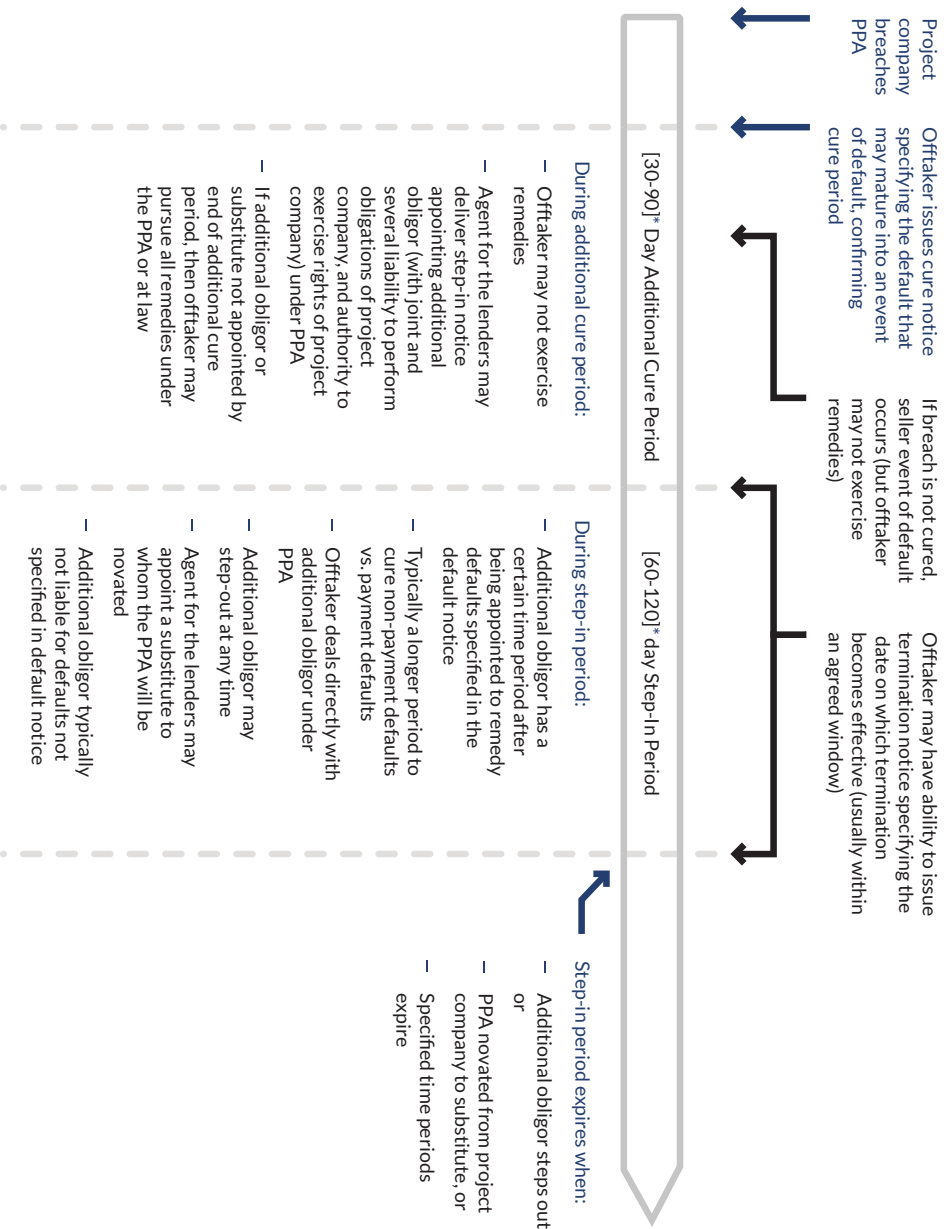 Project
company
breaches
PPA
Offtaker issues cure notice
specifying the default that
may mature into an event
of default, confirming
cure period
If breach is not cured,
seller event of default
occurs (but offtaker
may not exercise
remedies)
Offtaker may have ability to issue
termination notice specifying the
date on which termination
becomes effective (usually within
an agreed window)
[30-90]* Day Additional Cure Period
[60-120]* day Step-In Period
During additional cure period:
– Offtaker may not exercise
remedies
– Agent for the lenders may
deliver step-in notice
appointing additional
obligor (with joint and
several liability to perform
obligations of project
company, and authority to
exercise rights of project
company) under PPA
– If additional obligor or
substitute not appointed by
end of additional cure
period, then offtaker may
pursue all remedies under
the PPA or at law
During step-in period:
– Additional obligor has a
certain time period after
being appointed to remedy
defaults specified in the
default notice
– Typically a longer period to
cure non-payment defaults
vs. payment defaults
– Offtaker deals directly with
additional obligor under
PPA
– Additional obligor may
step-out at any time
– Agent for the lenders may
appoint a substitute to
whom the PPA will be
novated
– Additional obligor typically
not liable for defaults not
specified in default notice
Step-in period expires when:
– Additional obligor steps out
or
– PPA novated from project
company to substitute, or
– Specified time periods
expire